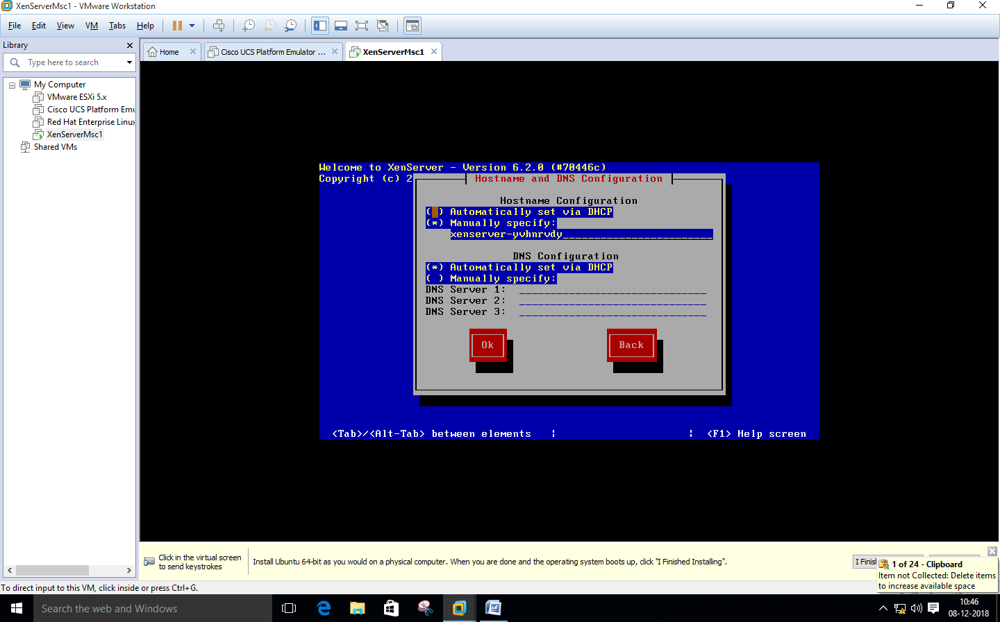 XenServerMsc1 - VMware Workstation
File Edit View VM Tabs Help
Library
Type here to search
My Computer
VMware ESXi 5.x
Cisco UCS Platform Emu
Red Hat Enterprise Linux
XenServerMsc1
Shared VMs
Home Cisco UCS Platform Emulator ... XenServerMsc1
Welcome to XenServer - Version 6.2.0 (#70446c)
Copyright (c) 2
Hostname and DNS Configuration
Hostname Configuration
( ) Automatically set via DHCP
(*) Manually specify:
xenserver-yvhnrvdy________________________
DNS Configuration
(*) Automatically set via DHCP
( ) Manually specify:
DNS Server 1: ______________________________
DNS Server 2: ______________________________
DNS Server 3: ______________________________
Ok Back
<Tab>/<Alt-Tab> between elements | | <F1> Help screen
Click in the virtual screen
to send keystrokes
Install Ubuntu 64-bit as you would on a physical computer. When you are done and the operating system boots up, click "I Finished Installing".
I Finisl
1 of 24 - Clipboard
Item not Collected: Delete items
to increase available space
To direct input to this VM, click inside or press Ctrl+G.
Search the web and Windows
10:46
08-12-2018